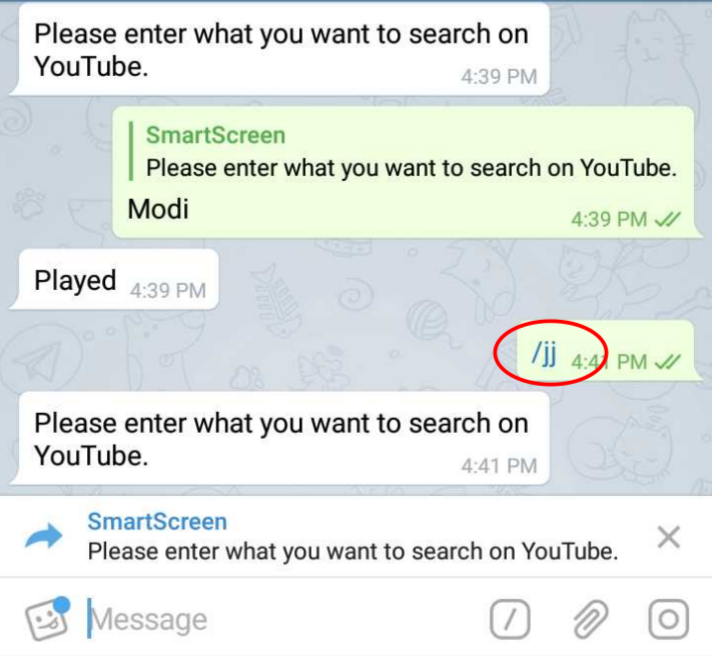 Please enter what you want to search on
YouTube.
4:39 PM
SmartScreen
Please enter what you want to search on YouTube.
Modi
4:39 PM
Played 4:39 PM
/jj 4:41 PM
Please enter what you want to search on
YouTube.
4:41 PM
SmartScreen
Please enter what you want to search on YouTube.
Message